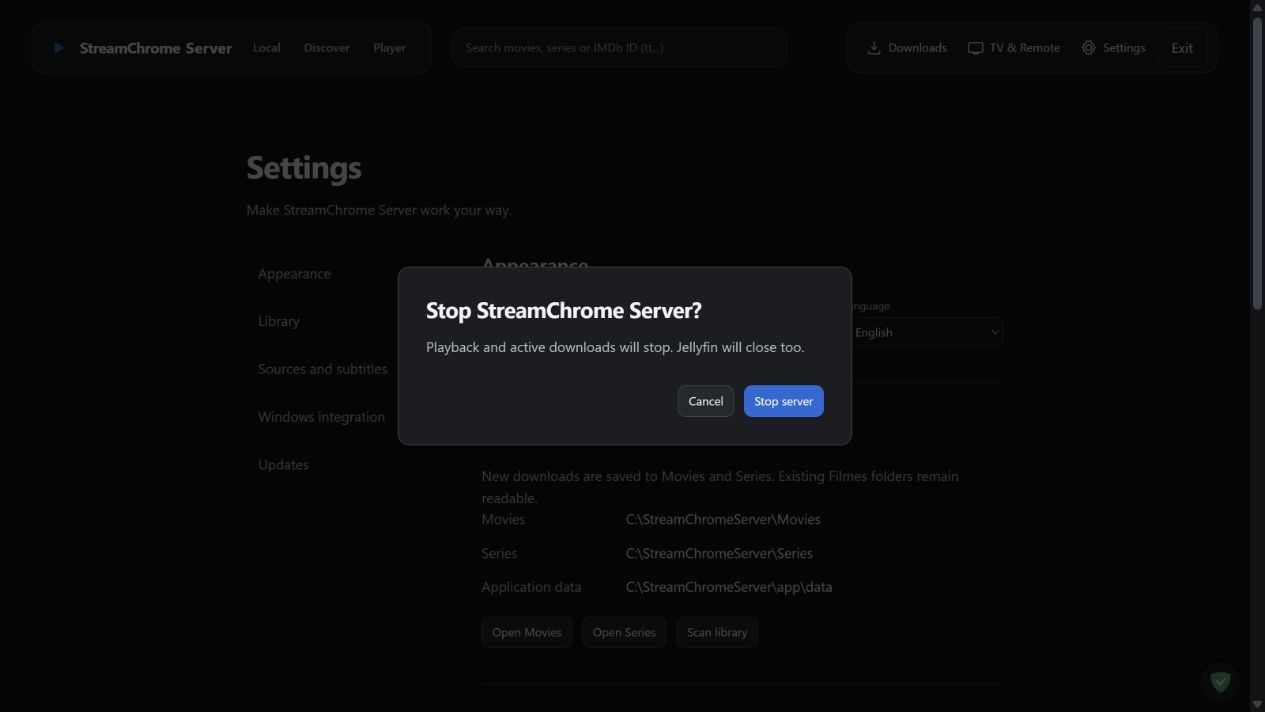 StreamChrome Server
Local
Discover
Player
Search movies, series or IMDb ID (tt...)
Downloads
TV & Remote
Settings
Exit
Settings
Make StreamChrome Server work your way.
Appearance
Library
Sources and subtitles
Windows integration
Updates
Appearance
anguage
English
Stop StreamChrome Server?
Playback and active downloads will stop. Jellyfin will close too.
Cancel
Stop server
New downloads are saved to Movies and Series. Existing Filmes folders remain
readable.
Movies C:\StreamChromeServer\Movies
Series C:\StreamChromeServer\Series
Application data C:\StreamChromeServer\app\data
Open Movies
Open Series
Scan library